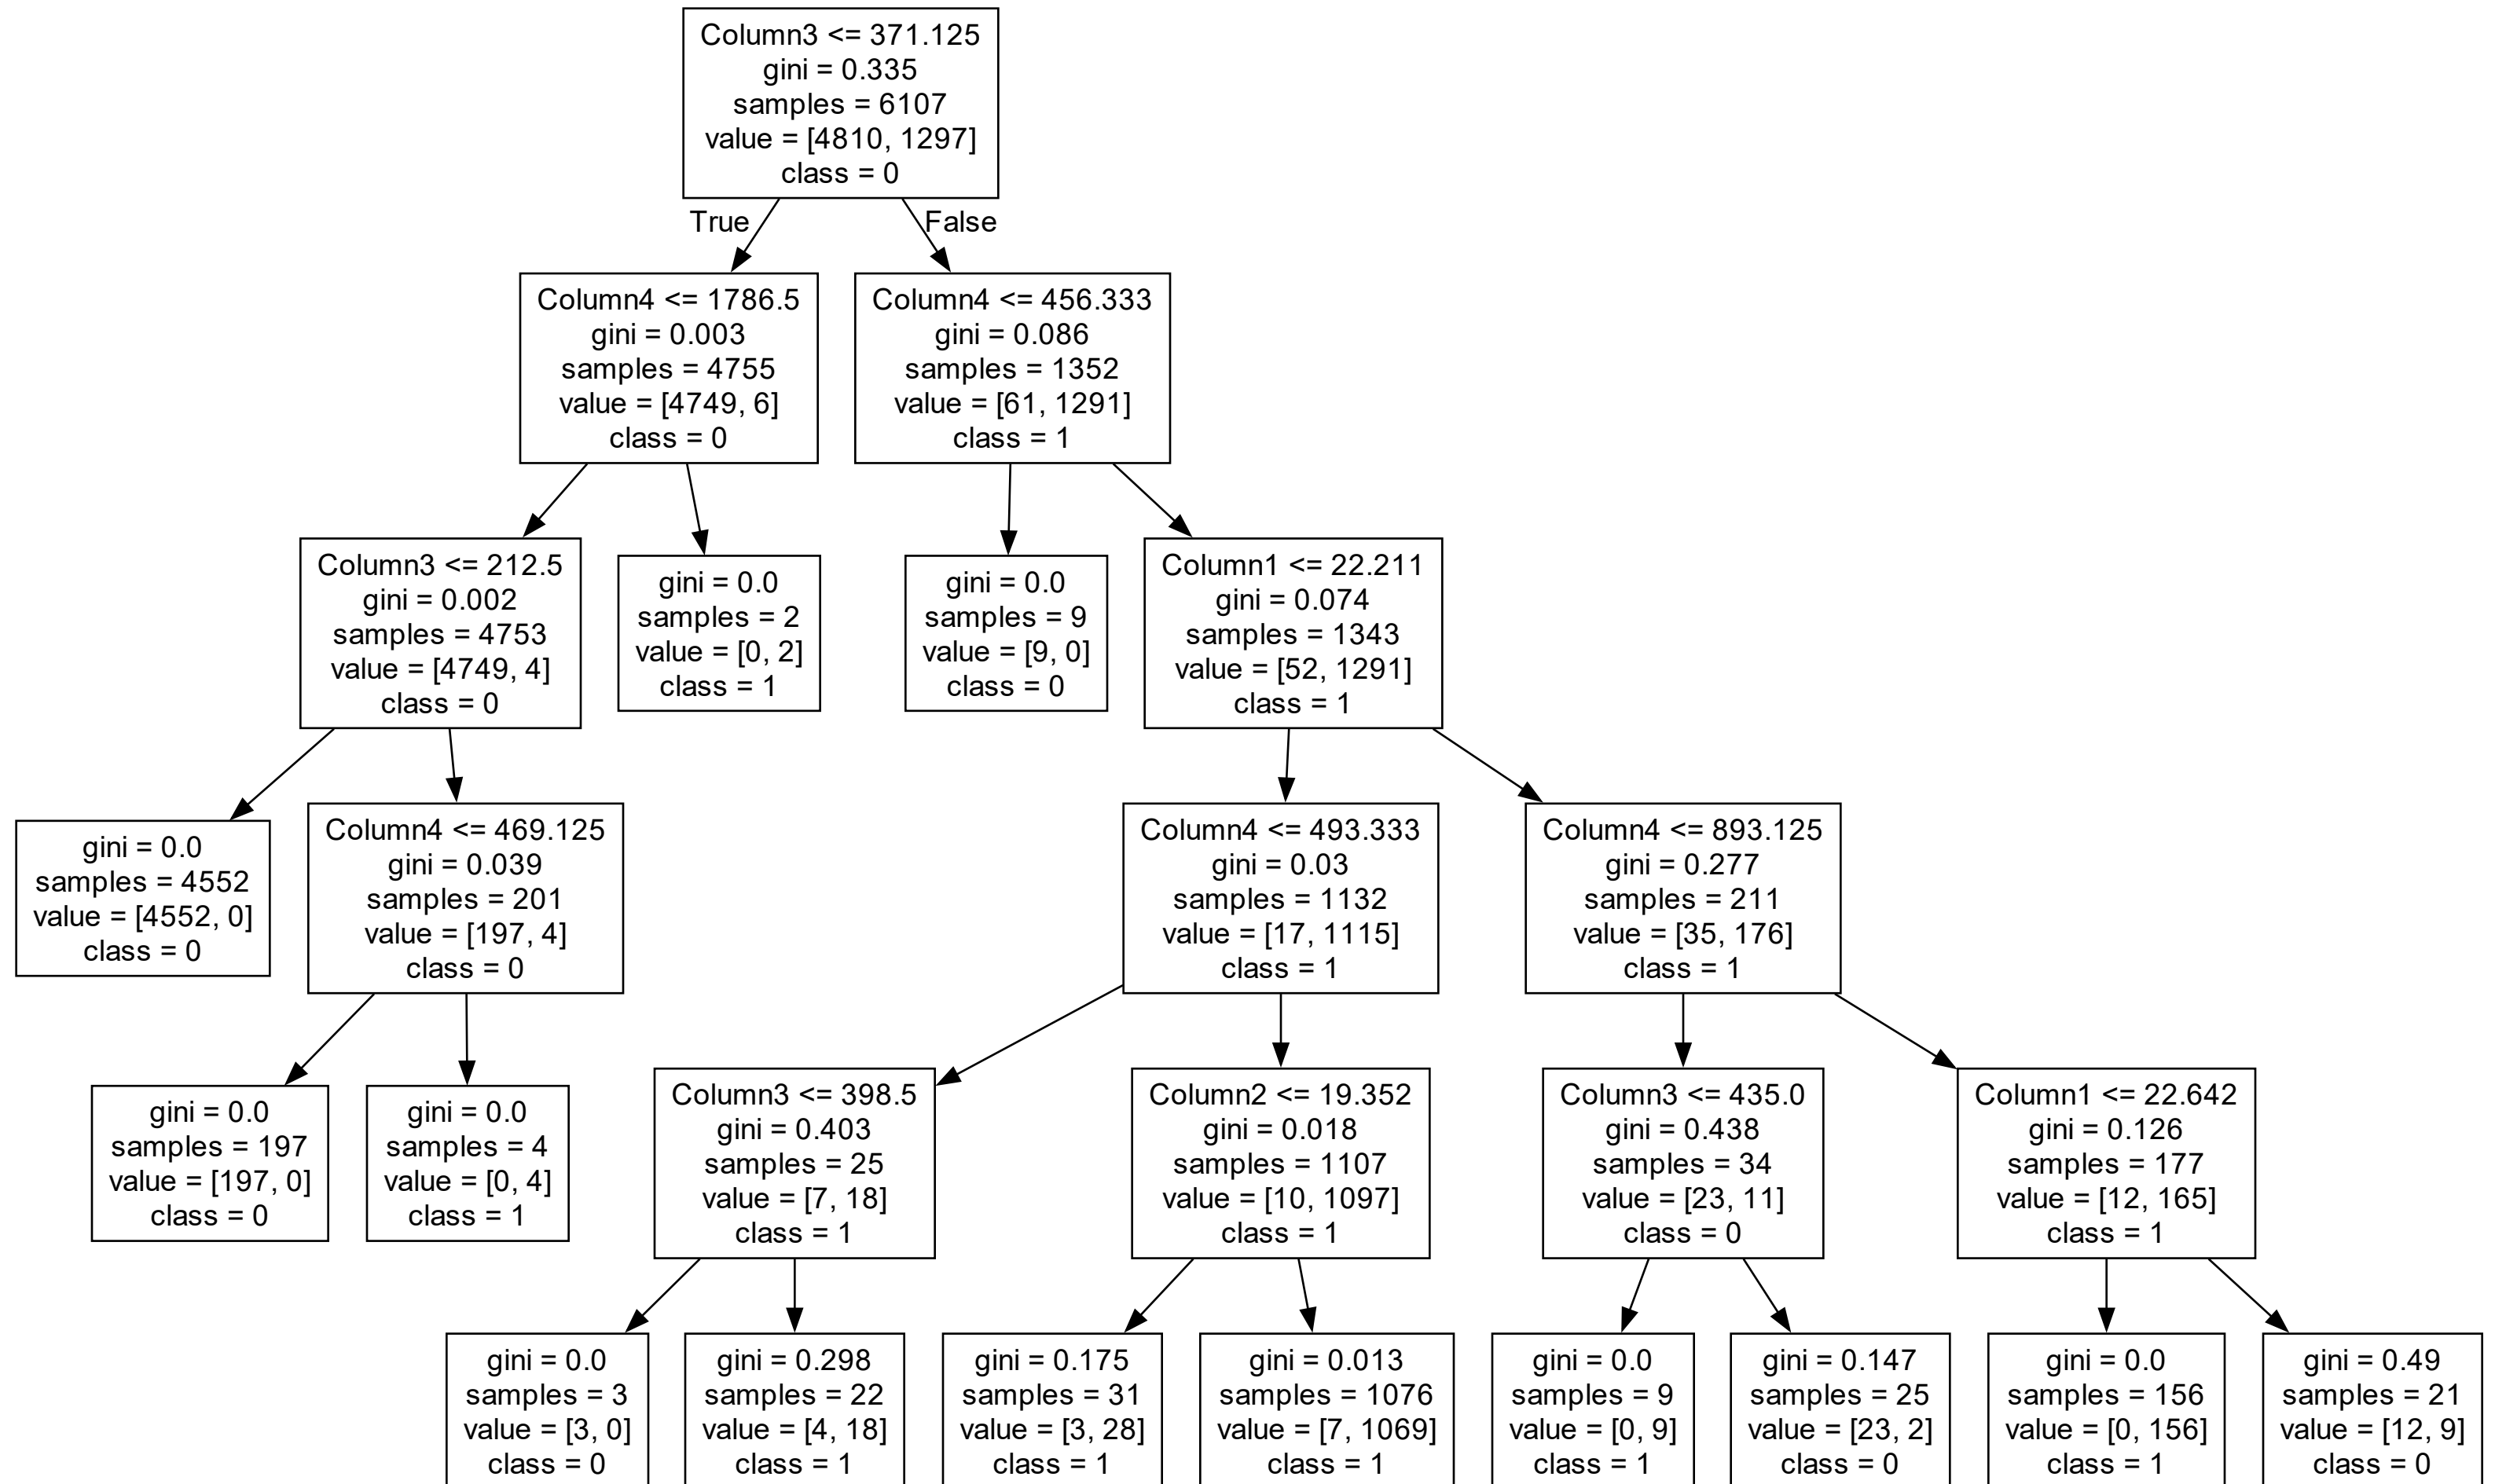 Column3 <= 371.125
gini = 0.335
samples = 6107
value = [4810, 1297]
class = 0
True
False
Column4 <= 1786.5
gini = 0.003
samples = 4755
value = [4749, 6]
class = 0
Column4 <= 456.333
gini = 0.086
samples = 1352
value = [61, 1291]
class = 1
Column3 <= 212.5
gini = 0.002
samples = 4753
value = [4749, 4]
class = 0
gini = 0.0
samples = 2
value = [0, 2]
class = 1
gini = 0.0
samples = 9
value = [9, 0]
class = 0
Column1 <= 22.211
gini = 0.074
samples = 1343
value = [52, 1291]
class = 1
gini = 0.0
samples = 4552
value = [4552, 0]
class = 0
Column4 <= 469.125
gini = 0.039
samples = 201
value = [197, 4]
class = 0
Column4 <= 493.333
gini = 0.03
samples = 1132
value = [17, 1115]
class = 1
Column4 <= 893.125
gini = 0.277
samples = 211
value = [35, 176]
class = 1
gini = 0.0
samples = 197
value = [197, 0]
class = 0
gini = 0.0
samples = 4
value = [0, 4]
class = 1
Column3 <= 398.5
gini = 0.403
samples = 25
value = [7, 18]
class = 1
Column2 <= 19.352
gini = 0.018
samples = 1107
value = [10, 1097]
class = 1
Column3 <= 435.0
gini = 0.438
samples = 34
value = [23, 11]
class = 0
Column1 <= 22.642
gini = 0.126
samples = 177
value = [12, 165]
class = 1
gini = 0.0
samples = 3
value = [3, 0]
class = 0
gini = 0.298
samples = 22
value = [4, 18]
class = 1
gini = 0.175
samples = 31
value = [3, 28]
class = 1
gini = 0.013
samples = 1076
value = [7, 1069]
class = 1
gini = 0.0
samples = 9
value = [0, 9]
class = 1
gini = 0.147
samples = 25
value = [23, 2]
class = 0
gini = 0.0
samples = 156
value = [0, 156]
class = 1
gini = 0.49
samples = 21
value = [12, 9]
class = 0